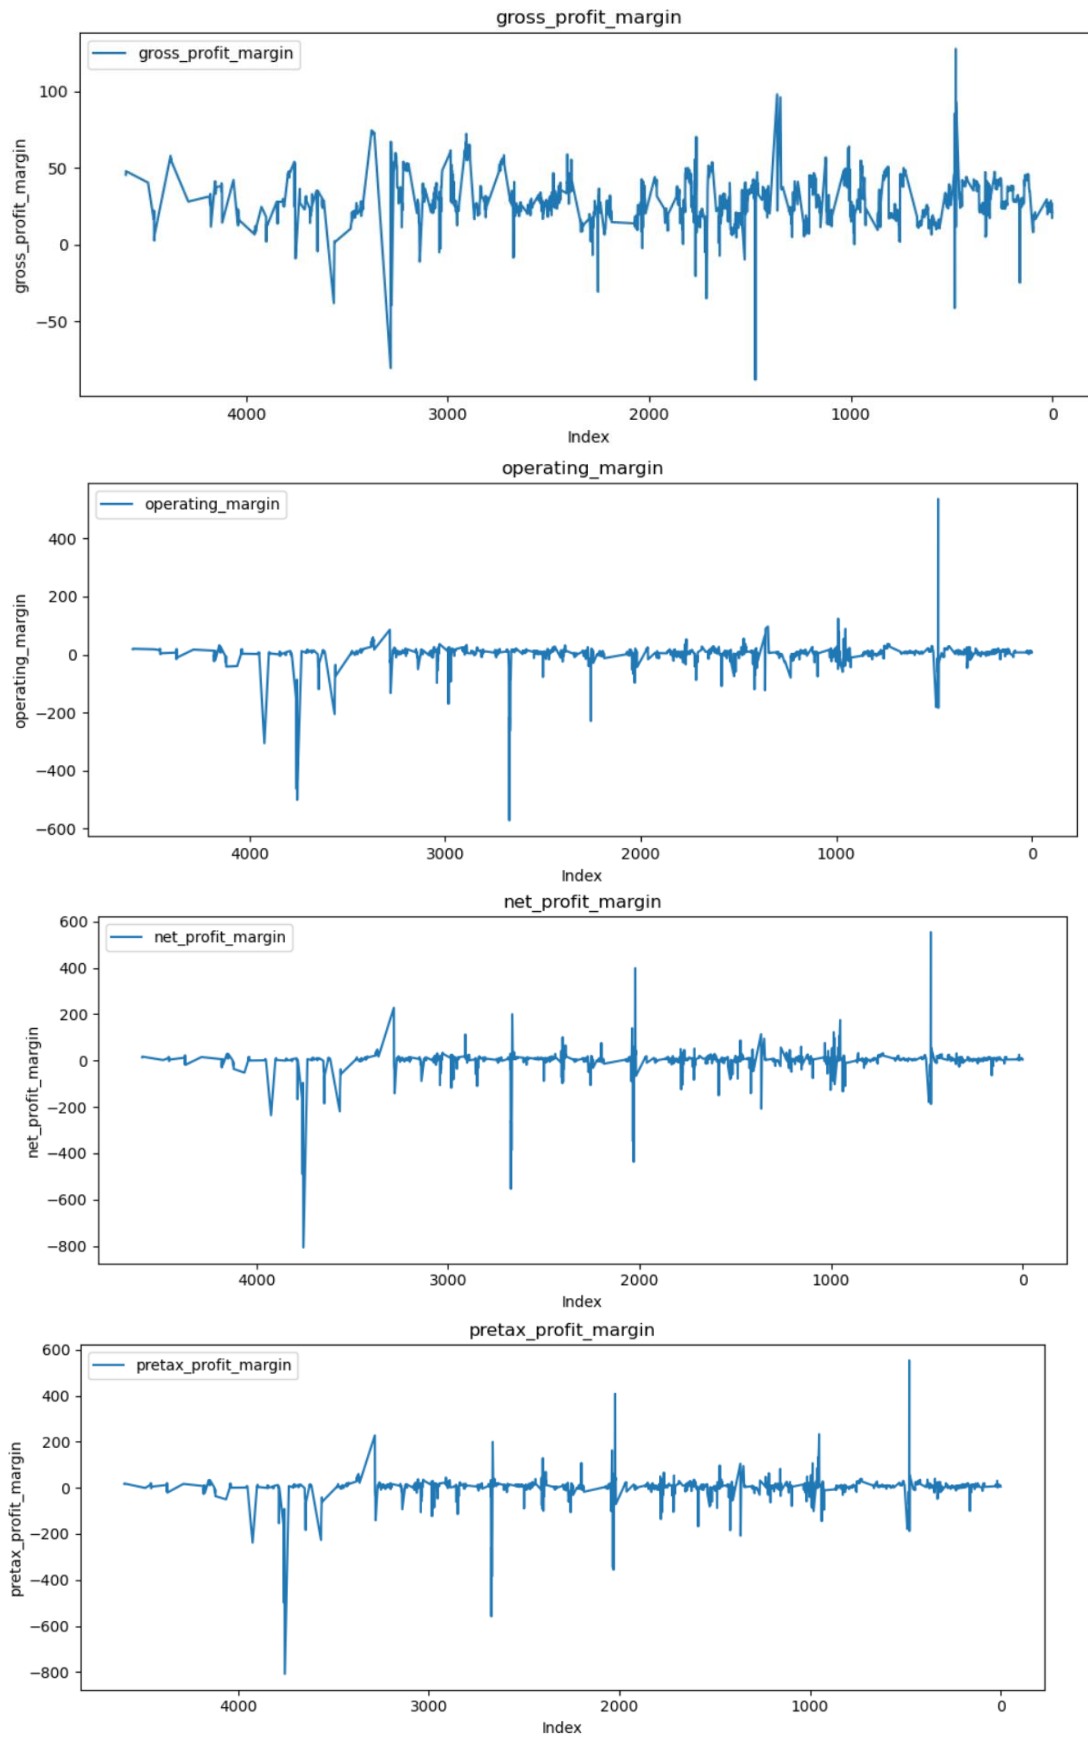 gross_profit_margin
gross_profit_margin
100
50
0
−50
gross_profit_margin
4000 3000 2000 1000 0
Index
operating_margin
operating_margin
400
200
0
−200
−400
−600
operating_margin
4000 3000 2000 1000 0
Index
net_profit_margin
600
net_profit_margin
400
200
0
−200
−400
−600
−800
net_profit_margin
4000 3000 2000 1000 0
Index
pretax_profit_margin
600
pretax_profit_margin
400
200
0
−200
−400
−600
−800
pretax_profit_margin
4000 3000 2000 1000 0
Index